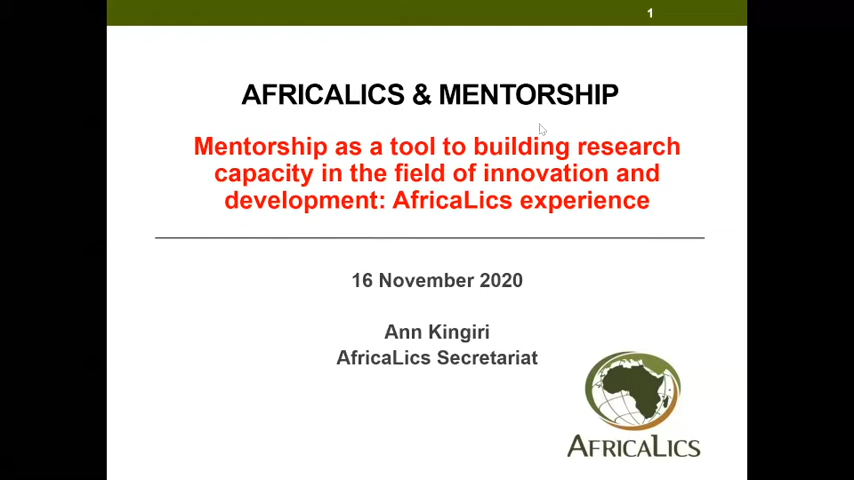 1
AFRICALICS & MENTORSHIP
Mentorship as a tool to building research
capacity in the field of innovation and
development: AfricaLics experience
16 November 2020
Ann Kingiri
AfricaLics Secretariat
AFRICALICS